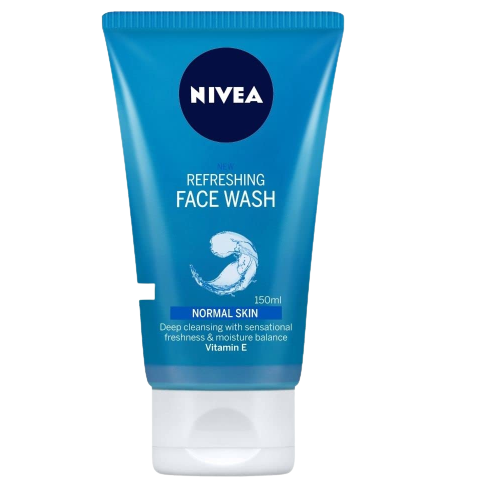 NIVEA
REFRESHING
FACE WASH
150ml
NORMAL SKIN
Deep cleansing with sensational
freshness & moisture balance
Vitamin E